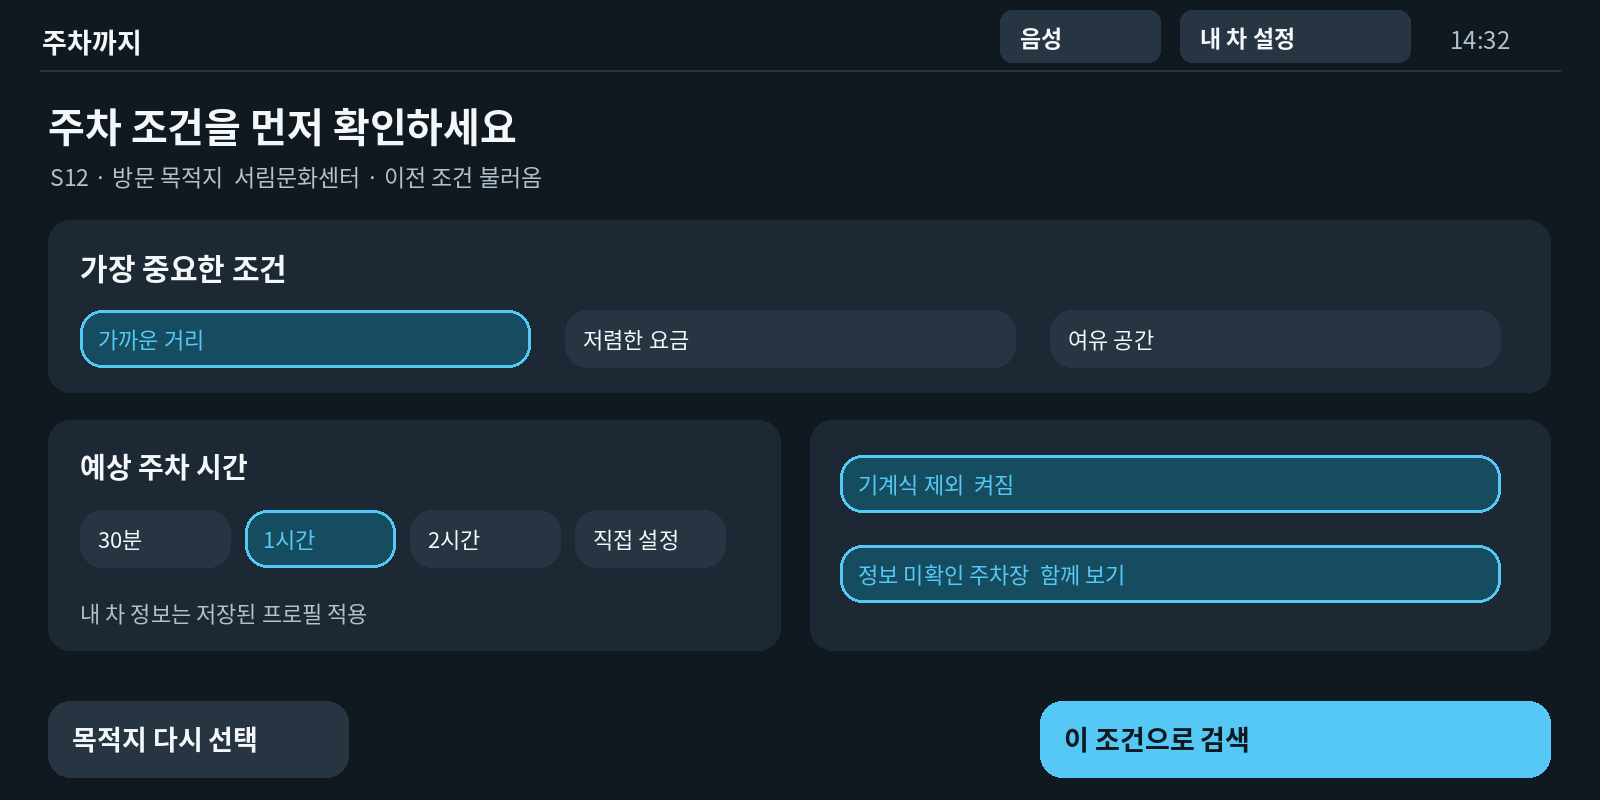 주차까지
음성
내 차 설정
14:32
주차 조건을 먼저 확인하세요
S12 · 방문 목적지 서림문화센터 · 이전 조건 불러옴
가장 중요한 조건
가까운 거리
저렴한 요금
여유 공간
예상 주차 시간
30분
1시간
2시간
직접 설정
내 차 정보는 저장된 프로필 적용
기계식 제외 켜짐
정보 미확인 주차장 함께 보기
목적지 다시 선택
이 조건으로 검색